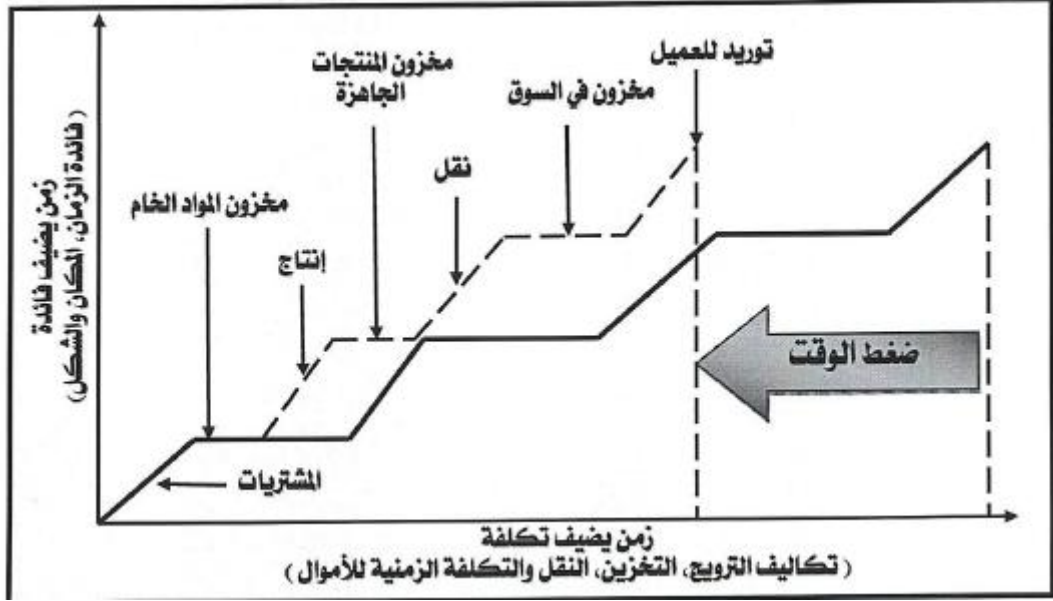 توريد للعميل
مخزون المنتجات
الجاهزة
مخزون في السوق
نقل
مخزون المواد الخام
إنتاج
زمن يضيف فائدة
(فائدة الزمان، المكان والشكل)
ضغط الوقت
المشتريات
زمن يضيف تكلفة
(تكاليف الترويج، التخزين، النقل والتكلفة الزمنية للأموال)